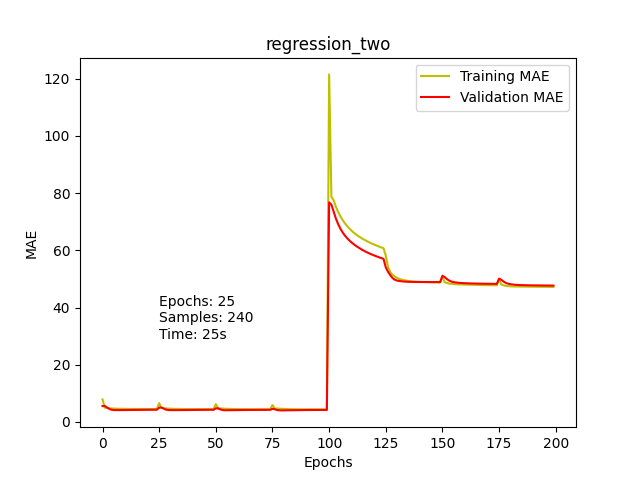 regression_two
120
100
80
60
40
20
0
MAE
Training MAE
Validation MAE
Epochs: 25
Samples: 240
Time: 25s
0 25 50 75 100 125 150 175 200
Epochs